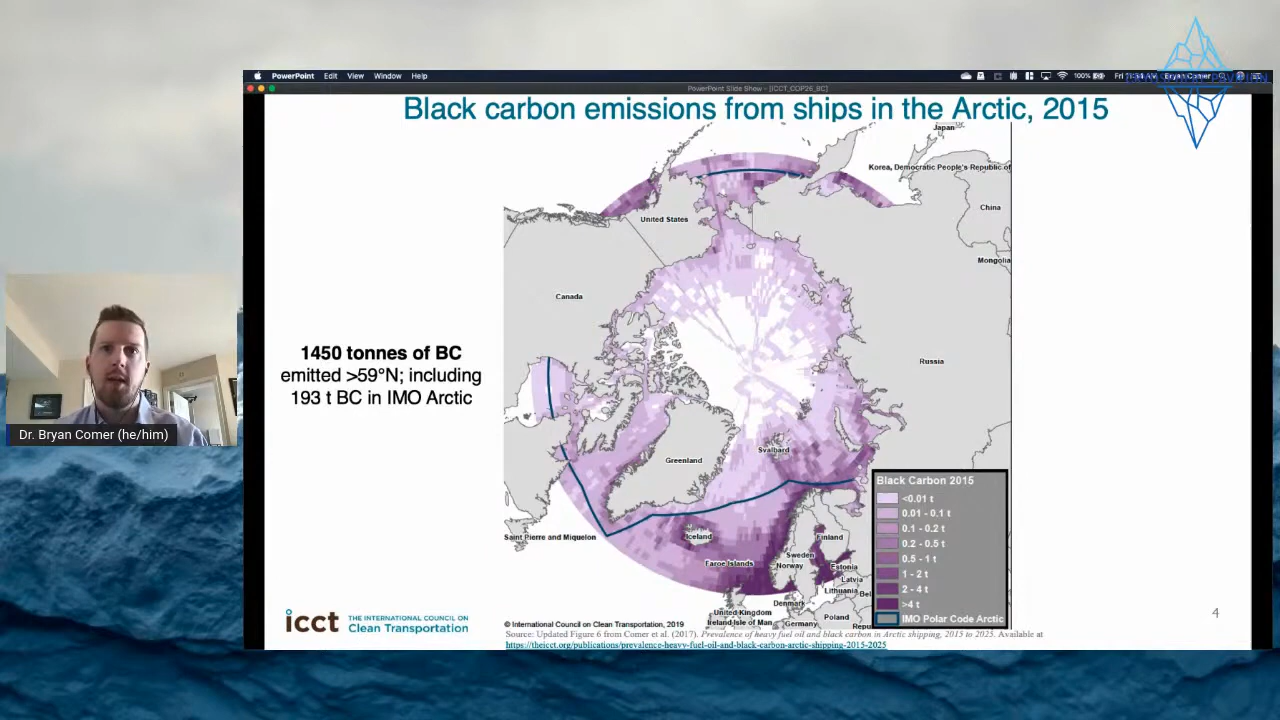 PowerPoint Edit View Window Help
100% Fri Bryan Comer
PowerPoint Slide Show - [ICCT_COP26_BC]
Black carbon emissions from ships in the Arctic, 2015
Japan
Korea, Democratic People's Republic of
China
United States
Mongolia
Canada
Russia
1450 tonnes of BC
emitted >59°N; including
193 t BC in IMO Arctic
Dr. Bryan Comer (he/him)
Svalbard
Greenland
Saint Pierre and Miquelon
Iceland
Finland
Faroe Islands
Sweden
Norway
Estonia
Latvia
Lithuania
Denmark
United Kingdom
Ireland
Isle of Man
Germany
Poland
Black Carbon 2015
<0.01 t
0.01 - 0.1 t
0.1 - 0.2 t
0.2 - 0.5 t
0.5 - 1 t
1 - 2 t
2 - 4 t
>4 t
IMO Polar Code Arctic
icct THE INTERNATIONAL COUNCIL ON
Clean Transportation
4
© International Council on Clean Transportation, 2019
Source: Updated Figure 6 from Comer et al. (2017). Prevalence of heavy fuel oil and black carbon in Arctic shipping, 2015 to 2025. Available at
https://theicct.org/publications/prevalence-heavy-fuel-oil-and-black-carbon-arctic-shipping-2015-2025